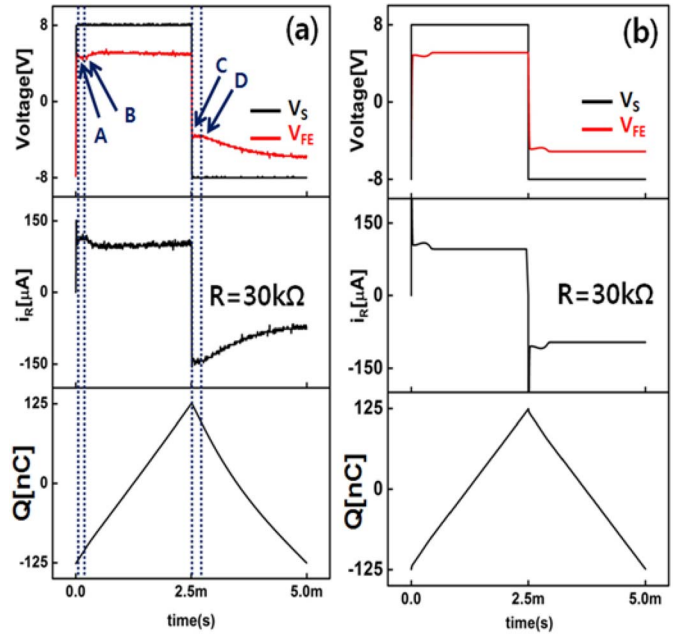 (a)
Voltage[V]
8
0
-8
A
B
C
D
V_S
V_FE
i_R[μA]
150
0
-150
R=30kΩ
Q[nC]
125
0
-125
0.0
2.5m
5.0m
time(s)
(b)
Voltage[V]
8
0
-8
V_S
V_FE
i_R[μA]
150
0
-150
R=30kΩ
Q[nC]
125
0
-125
0.0
2.5m
5.0m
time(s)